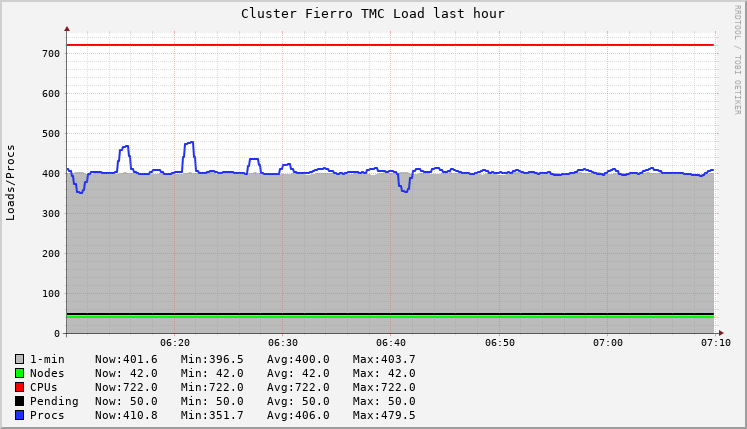 Cluster Fierro TMC Load last hour
RRDTOOL / TOBI OETIKER
Loads/Procs
700
600
500
400
300
200
100
0
06:20 06:30 06:40 06:50 07:00 07:10
1-min Now:401.6 Min:396.5 Avg:400.0 Max:403.7
Nodes Now: 42.0 Min: 42.0 Avg: 42.0 Max: 42.0
CPUs Now:722.0 Min:722.0 Avg:722.0 Max:722.0
Pending Now: 50.0 Min: 50.0 Avg: 50.0 Max: 50.0
Procs Now:410.8 Min:351.7 Avg:406.0 Max:479.5